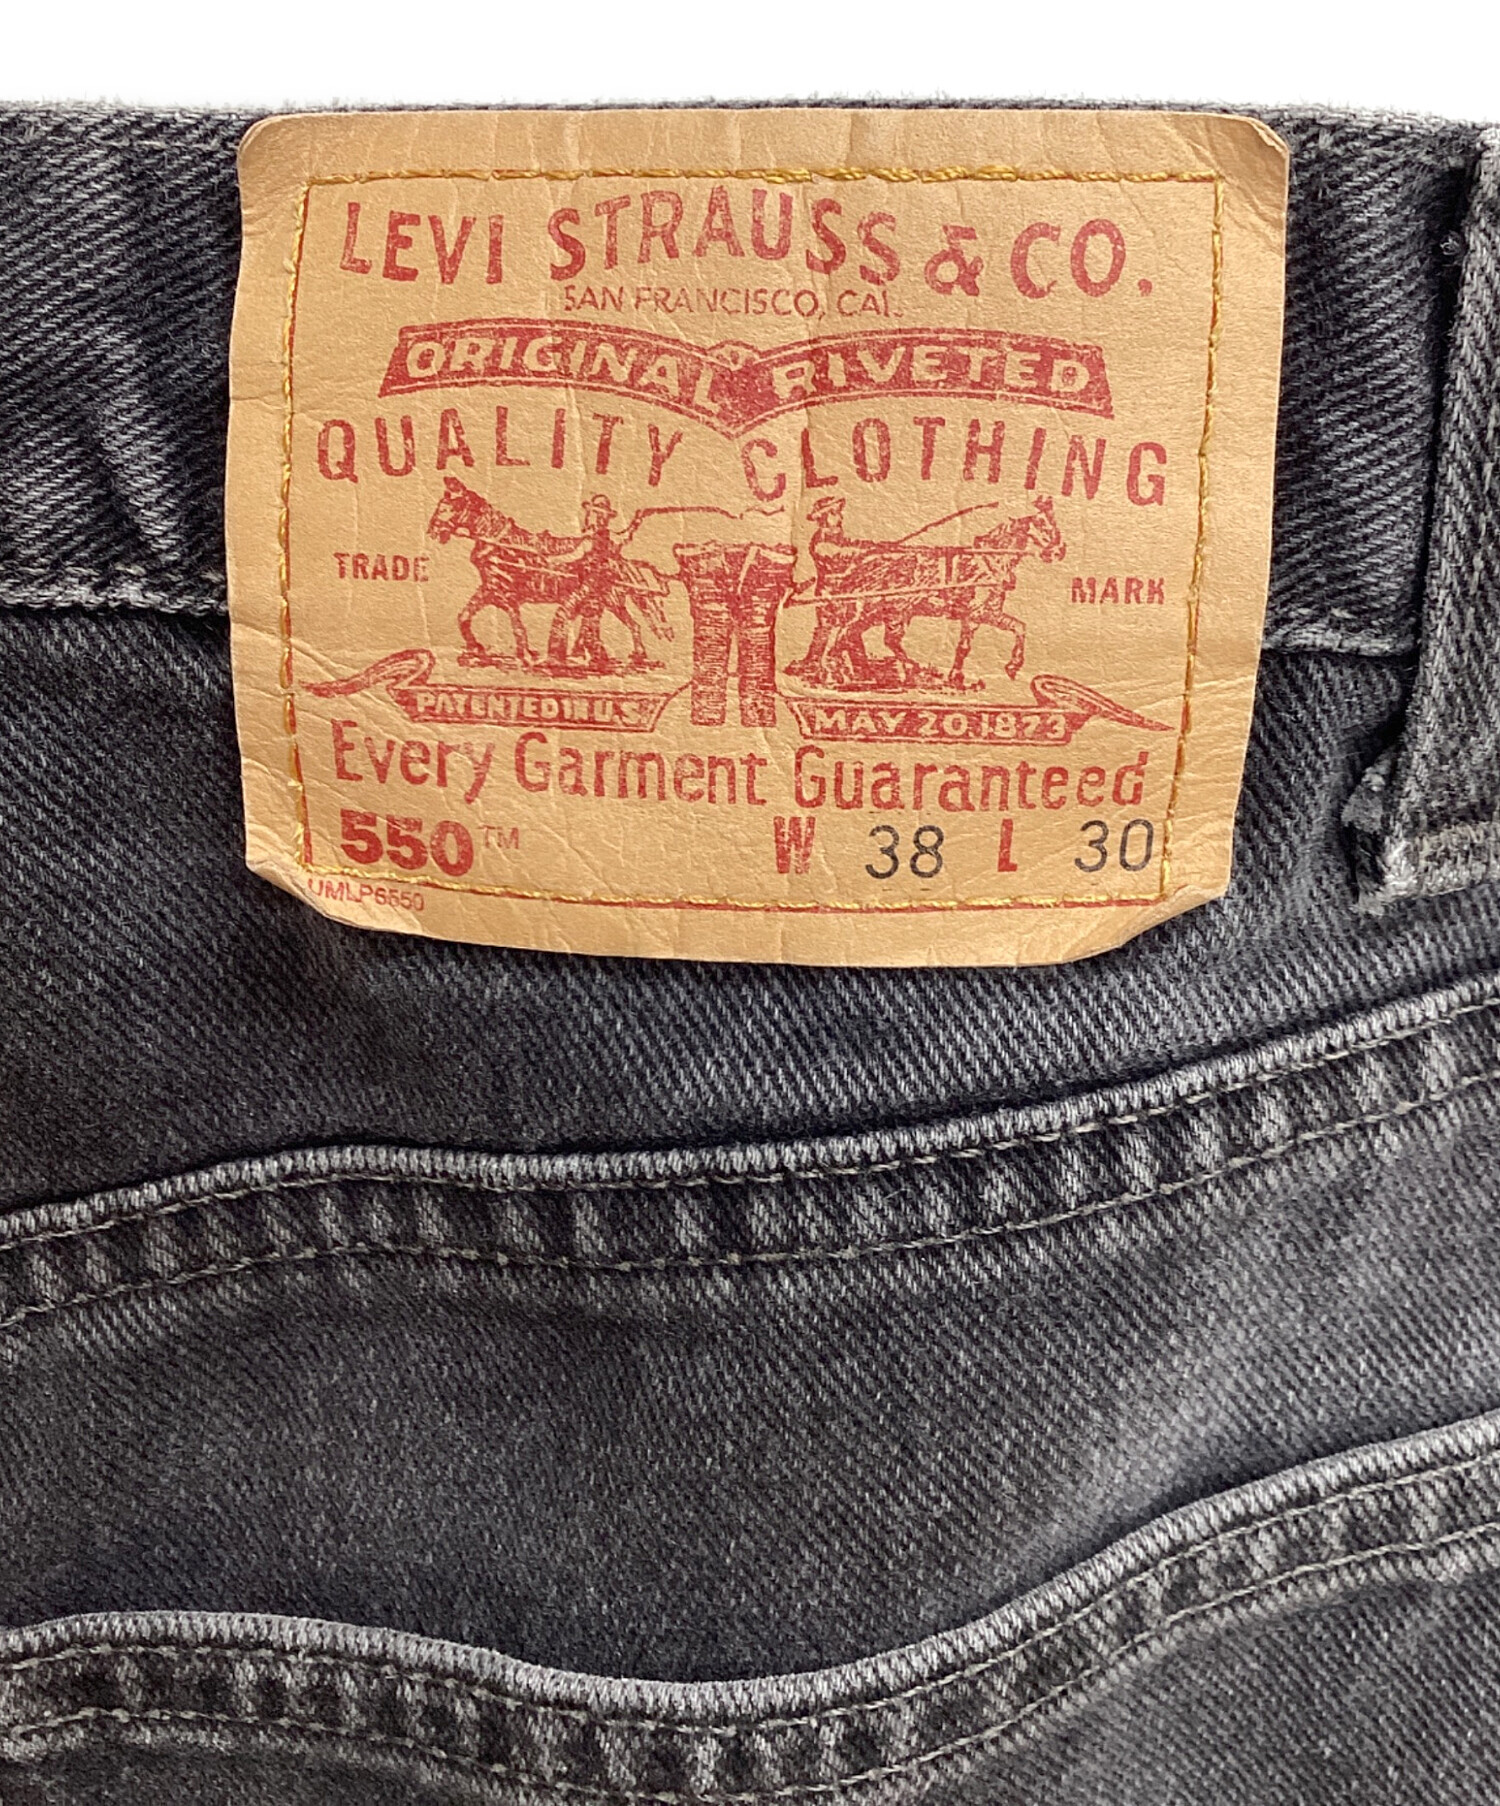 LEVI STRAUSS & CO.
SAN FRANCISCO, CAL.
ORIGINAL RIVETED
QUALITY CLOTHING
TRADE MARK
PATENTED IN U.S. MAY 20.1873
Every Garment Guaranteed
550™ W 38 L 30
UMLP6550